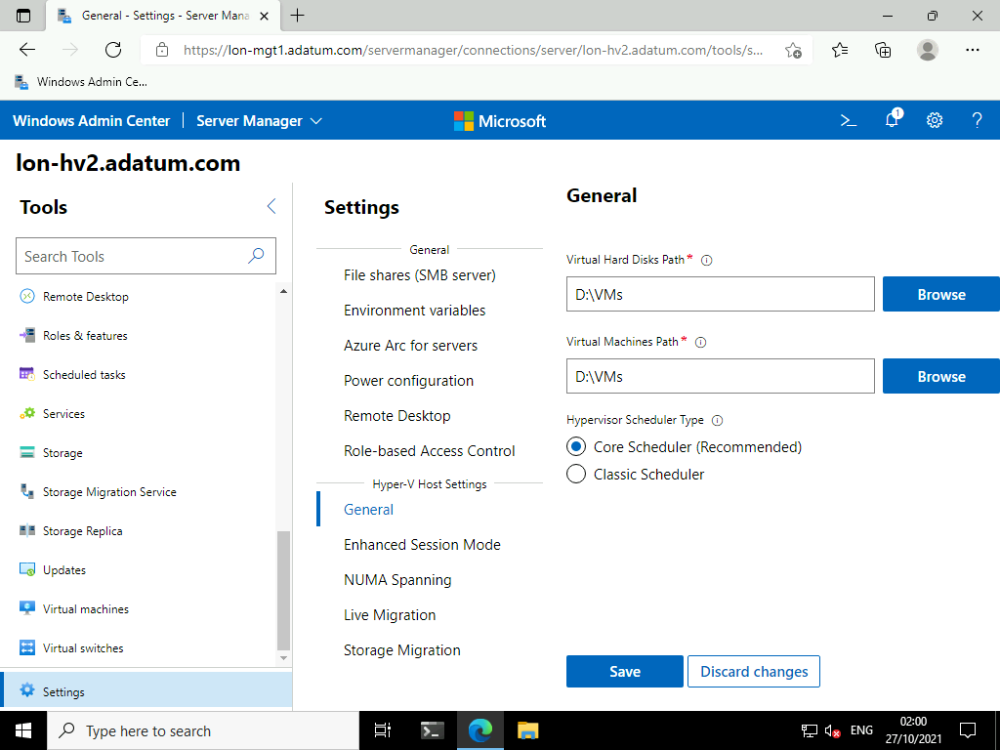 General - Settings - Server Mana
https://lon-mgt1.adatum.com/servermanager/connections/server/lon-hv2.adatum.com/tools/s...
Windows Admin Ce...
Windows Admin Center
Server Manager
Microsoft
1
?
lon-hv2.adatum.com
Tools
Search Tools
Remote Desktop
Roles & features
Scheduled tasks
Services
Storage
Storage Migration Service
Storage Replica
Updates
Virtual machines
Virtual switches
Settings
Settings
General
File shares (SMB server)
Environment variables
Azure Arc for servers
Power configuration
Remote Desktop
Role-based Access Control
Hyper-V Host Settings
General
Enhanced Session Mode
NUMA Spanning
Live Migration
Storage Migration
General
Virtual Hard Disks Path*
D:\VMs
Browse
Virtual Machines Path*
D:\VMs
Browse
Hypervisor Scheduler Type
Core Scheduler (Recommended)
Classic Scheduler
Save
Discard changes
Type here to search
ENG
02:00
27/10/2021